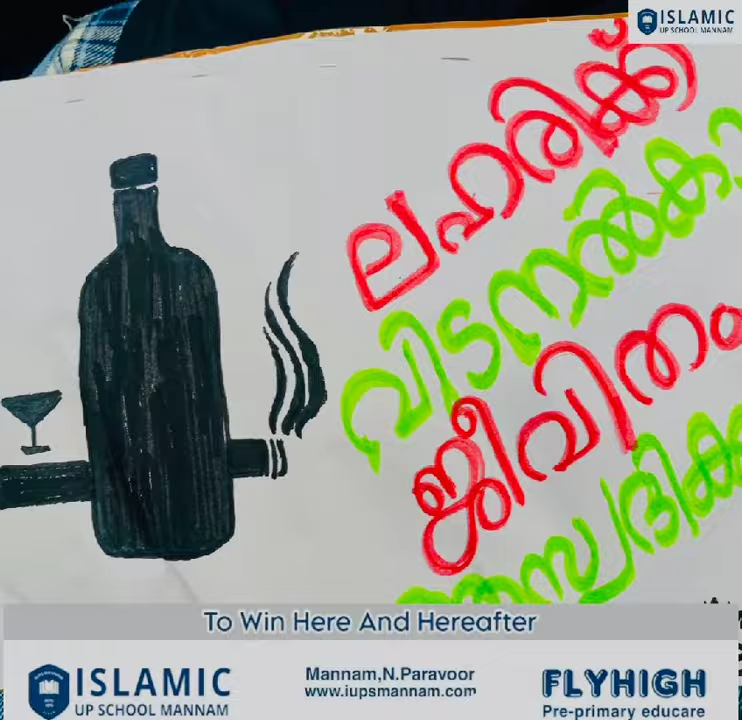 ISLAMIC
UP SCHOOL MANNAM
ലഹരിക്ക്
വിടനൽകാ
ജീവിതം
To Win Here And Hereafter
ISLAMIC
UP SCHOOL MANNAM
Mannam,N.Paravoor
www.iupsmannam.com
FLYHIGH
Pre-primary educare